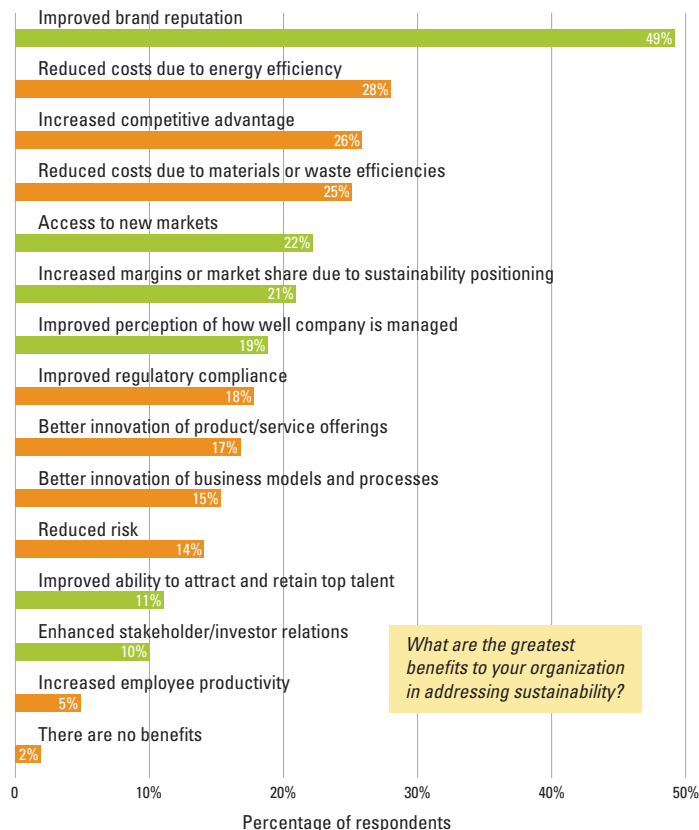 Improved brand reputation
49%
Reduced costs due to energy efficiency
28%
Increased competitive advantage
26%
Reduced costs due to materials or waste efficiencies
25%
Access to new markets
22%
Increased margins or market share due to sustainability positioning
21%
Improved perception of how well company is managed
19%
Improved regulatory compliance
18%
Better innovation of product/service offerings
17%
Better innovation of business models and processes
15%
Reduced risk
14%
Improved ability to attract and retain top talent
11%
Enhanced stakeholder/investor relations
10%
What are the greatest
benefits to your organization
in addressing sustainability?
Increased employee productivity
5%
There are no benefits
2%
0 10% 20% 30% 40% 50%
Percentage of respondents